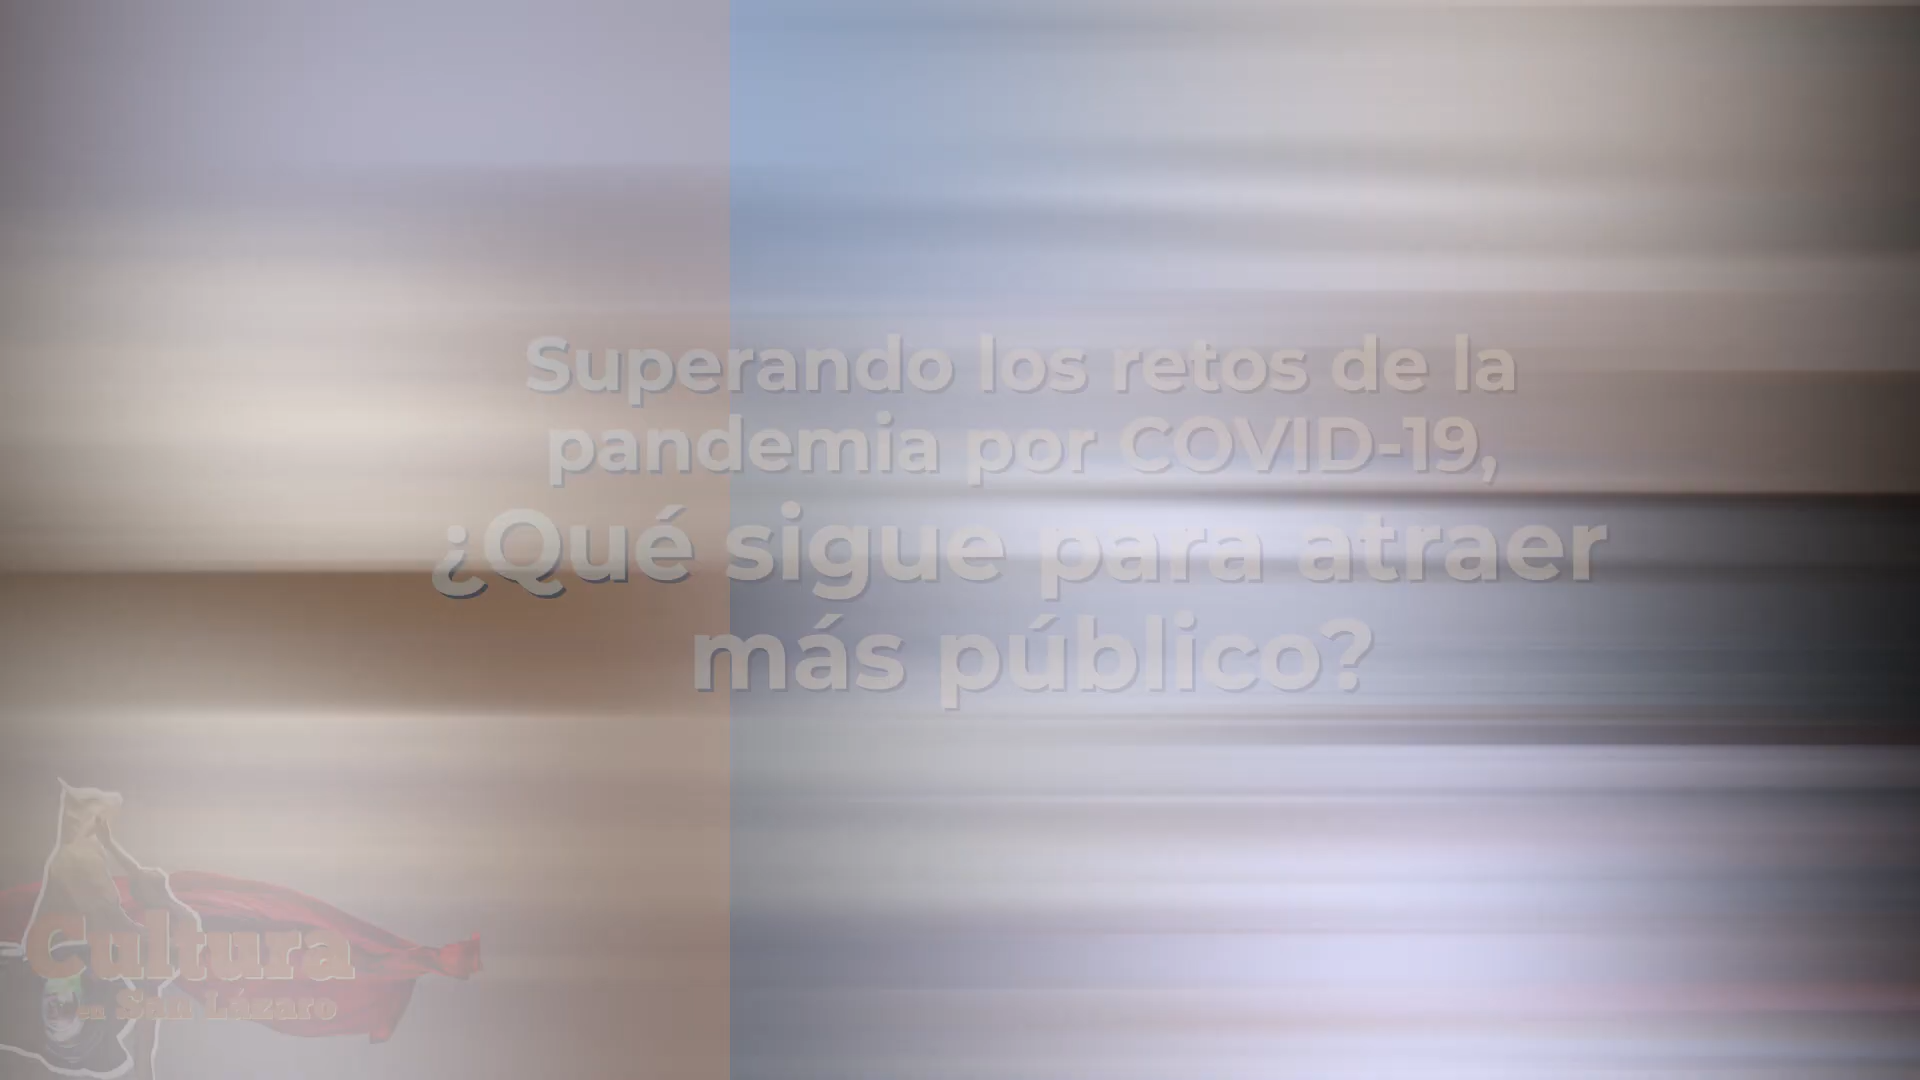 Superando los retos de la
pandemia por COVID-19,
¿Qué sigue para atraer
más público?
Cultura
en San Lázaro